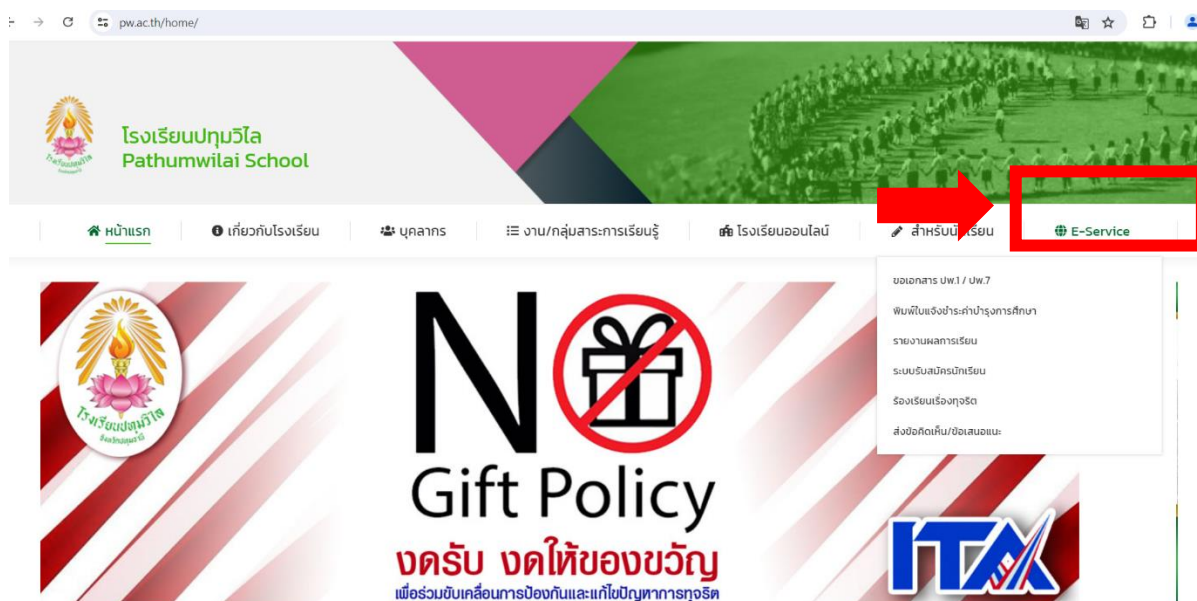 pw.ac.th/home/
โรงเรียนปทุมวิไล
Pathumwilai School
หน้าแรก
เกี่ยวกับโรงเรียน
บุคลากร
งาน/กลุ่มสาระการเรียนรู้
โรงเรียนออนไลน์
สำหรับนักเรียน
E-Service
ขอเอกสาร ปพ.1 / ปพ.7
พิมพ์ใบแจ้งชำระค่าบำรุงการศึกษา
รายงานผลการเรียน
ระบบรับสมัครนักเรียน
ร้องเรียนเรื่องทุจริต
ส่งข้อคิดเห็น/ข้อเสนอแนะ
โรงเรียนปทุมวิไล
จังหวัดปทุมธานี
NO
Gift Policy
งดรับ งดให้ของขวัญ
เพื่อร่วมขับเคลื่อนการป้องกันและแก้ไขปัญหาการทุจริต
ITA